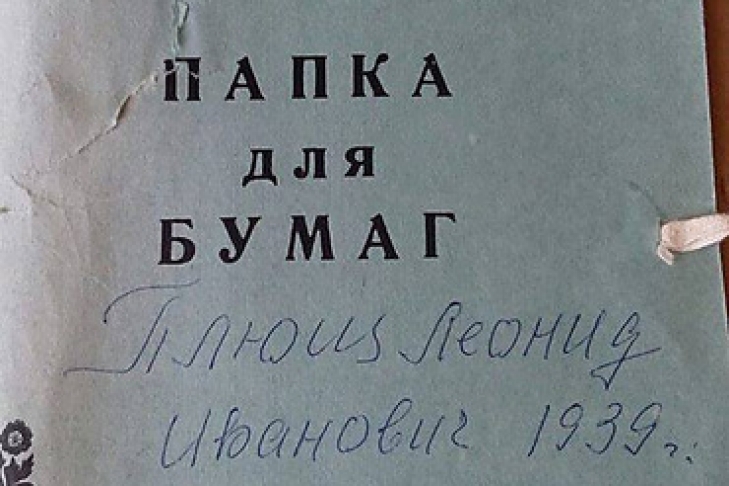 ПАПКА
для
БУМАГ
Плющ Леонид
Иванович 1939 г.